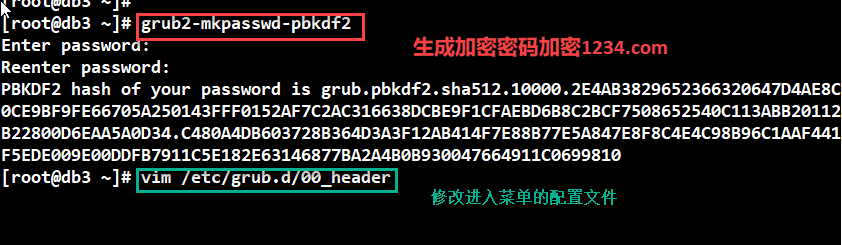 [root@db3 ~]#
[root@db3 ~]# grub2-mkpasswd-pbkdf2
Enter password:
生成加密密码加密1234.com
Reenter password:
PBKDF2 hash of your password is grub.pbkdf2.sha512.10000.2E4AB3829652366320647D4AE8C
0CE9BF9FE66705A250143FFF0152AF7C2AC316638DCBE9F1CFAEBD6B8C2BCF7508652540C113ABB20112
B22800D6EAA5A0D34.C480A4DB603728B364D3A3F12AB414F7E88B77E5A847E8F8C4E4C98B96C1AAF441
F5EDE009E00DDFB7911C5E182E63146877BA2A4B0B930047664911C0699810
[root@db3 ~]# vim /etc/grub.d/00_header
修改进入菜单的配置文件